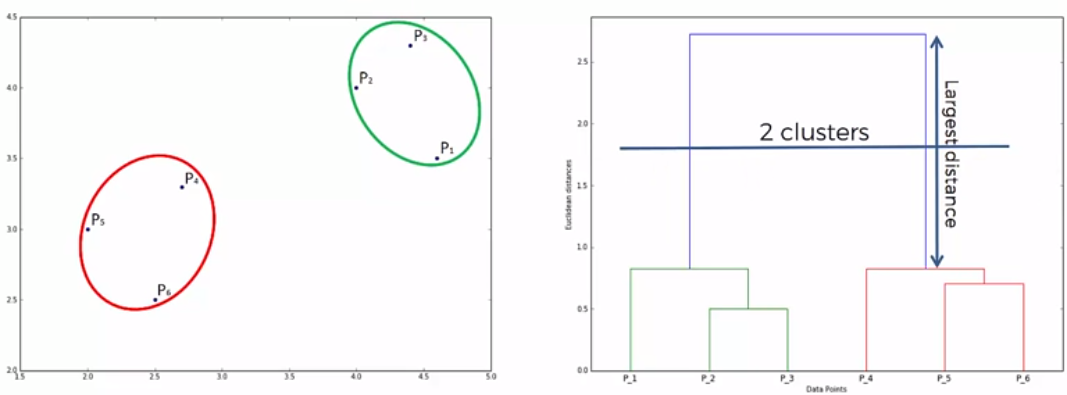 4.5
4.0
3.5
3.0
2.5
2.0
1.5
2.0
2.5
3.0
3.5
4.0
4.5
5.0
P3
P2
P1
P4
P5
P6
2.5
2.0
1.5
1.0
0.5
0.0
Euclidean distances
2 clusters
Largest distance
P_1
P_2
P_3
P_4
P_5
P_6
Data Points